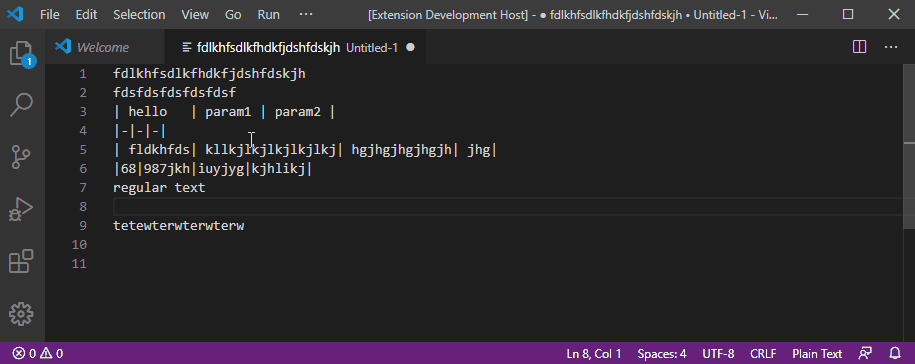 File Edit Selection View Go Run ··· [Extension Development Host] - ● fdlkhfsdlkfhdkfjdshfdskjh • Untitled-1 - Vi...
Welcome fdlkhfsdlkfhdkfjdshfdskjh Untitled-1 ●
1 fdlkhfsdlkfhdkfjdshfdskjh
2 fdsfdsfdsfdsfdsf
3 | hello   | param1 | param2 |
4 |-|-|-|
5 | fldkhfds| kllkjlkjlkjlkjlkj| hgjhgjhgjhgjh| jhg|
6 |68|987jkh|iuyjyg|kjhlikj|
7 regular text
8
9 tetewterwterwterw
10
11
1
0 0 Ln 8, Col 1 Spaces: 4 UTF-8 CRLF Plain Text